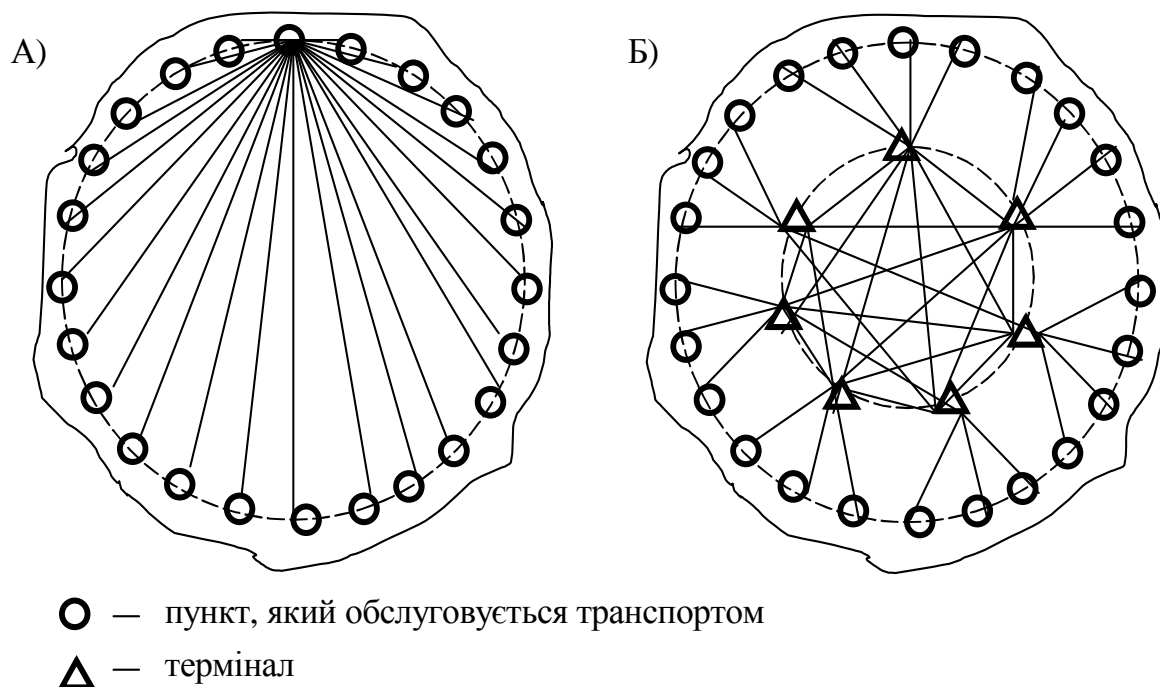 А)
Б)
— пункт, який обслуговується транспортом
— термінал